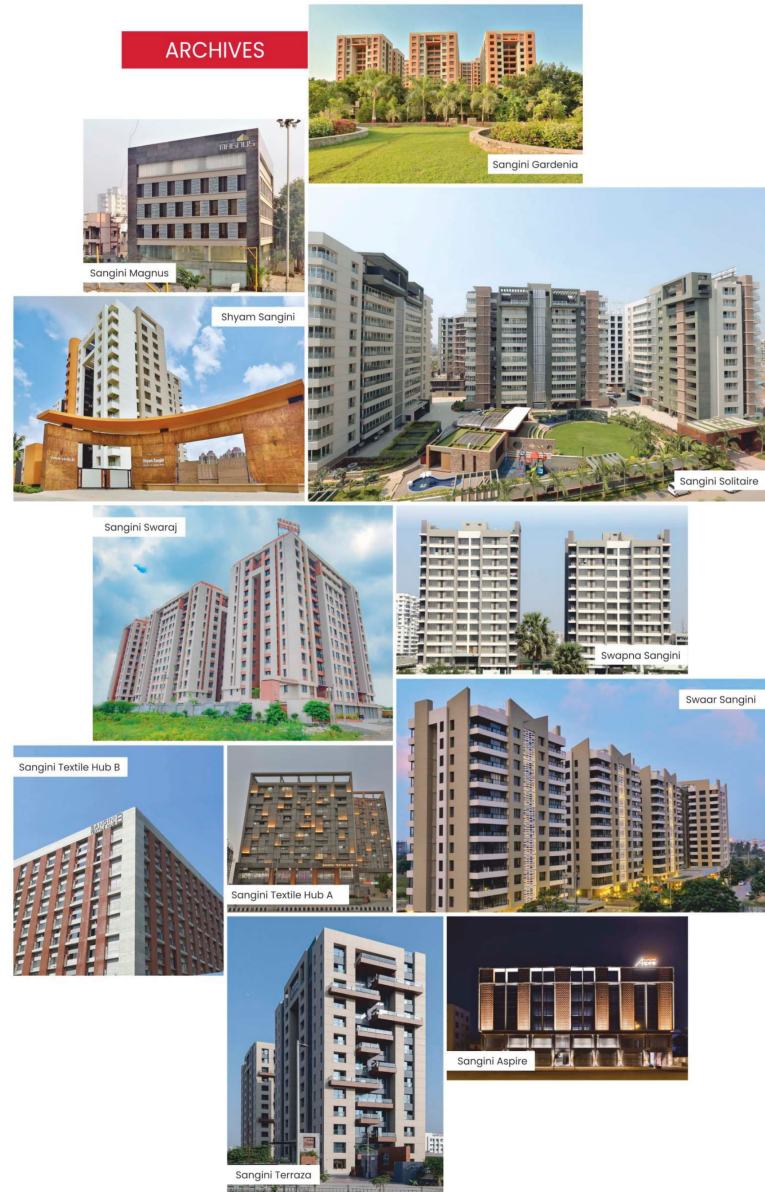 ARCHIVES
Sangini Gardenia
MAGNUS
Sangini Magnus
Shyam Sangini
Sangini Solitaire
Sangini Swaraj
Swapna Sangini
Swaar Sangini
Sangini Textile Hub B
Sangini Textile Hub A
Sangini Aspire
Sangini Terraza